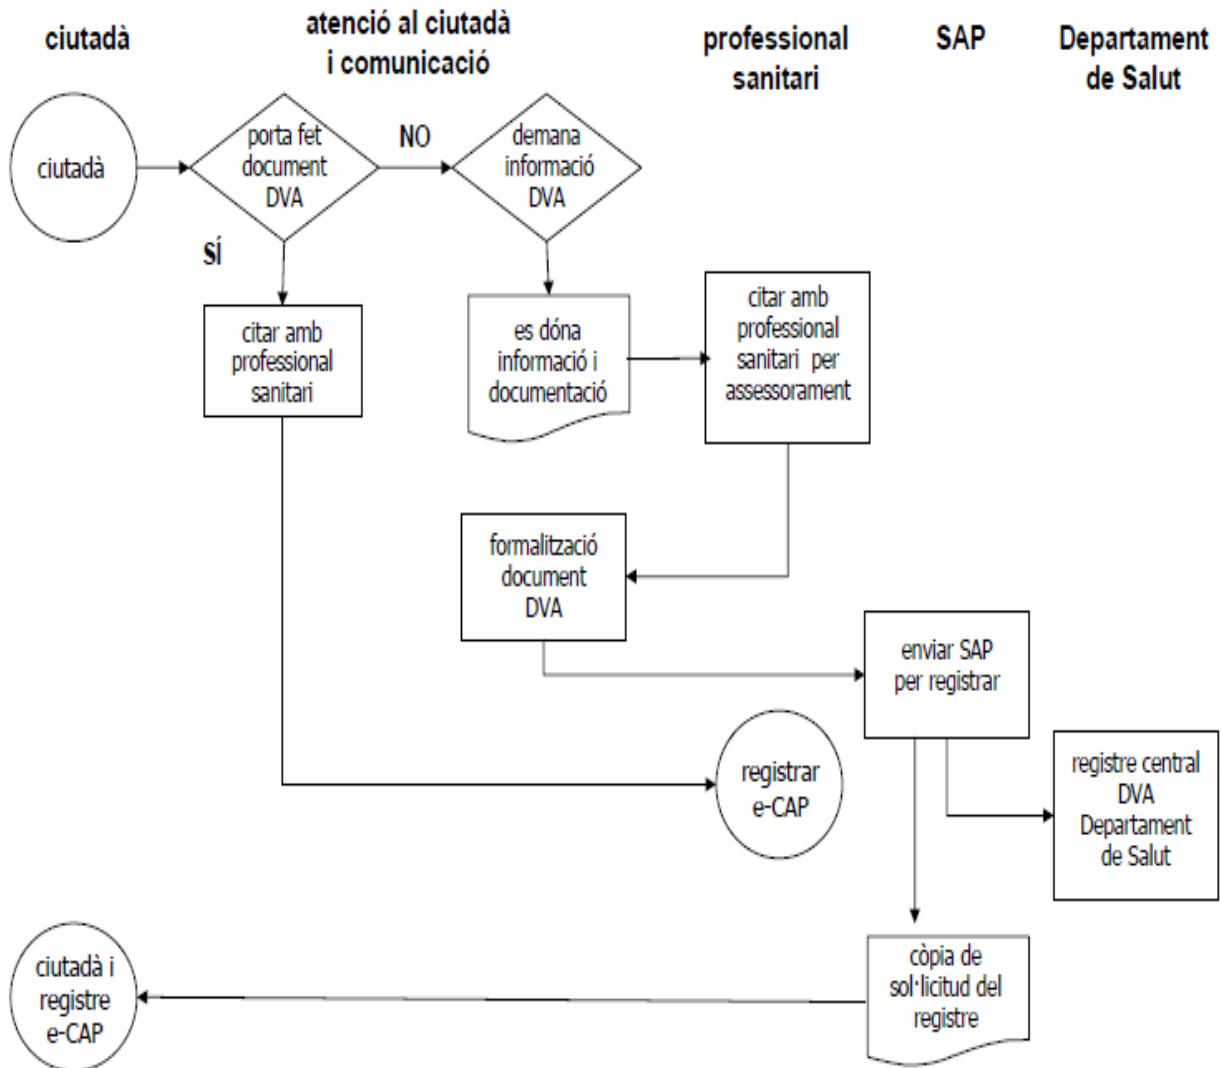 ciutadà
atenció al ciutadà
i comunicació
professional
sanitari
SAP
Departament
de Salut
ciutadà
porta fet
document
DVA
NO
demana
informació
DVA
SÍ
citar amb
professional
sanitari
es dóna
informació i
documentació
citar amb
professional
sanitari per
assessorament
formalització
document
DVA
enviar SAP
per registrar
registrar
e-CAP
registre central
DVA
Departament
de Salut
ciutadà i
registre
e-CAP
còpia de
sol·licitud del
registre